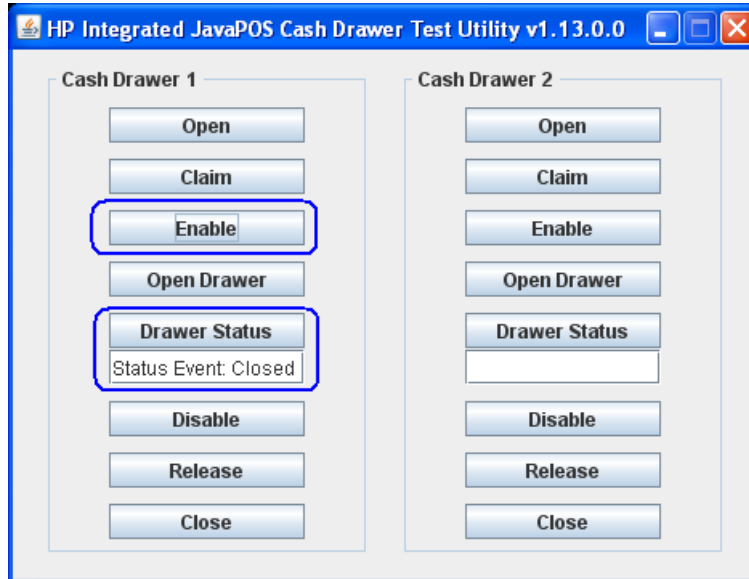 HP Integrated JavaPOS Cash Drawer Test Utility v1.13.0.0
Cash Drawer 1
Open
Claim
Enable
Open Drawer
Drawer Status
Status Event: Closed
Disable
Release
Close
Cash Drawer 2
Open
Claim
Enable
Open Drawer
Drawer Status
Disable
Release
Close